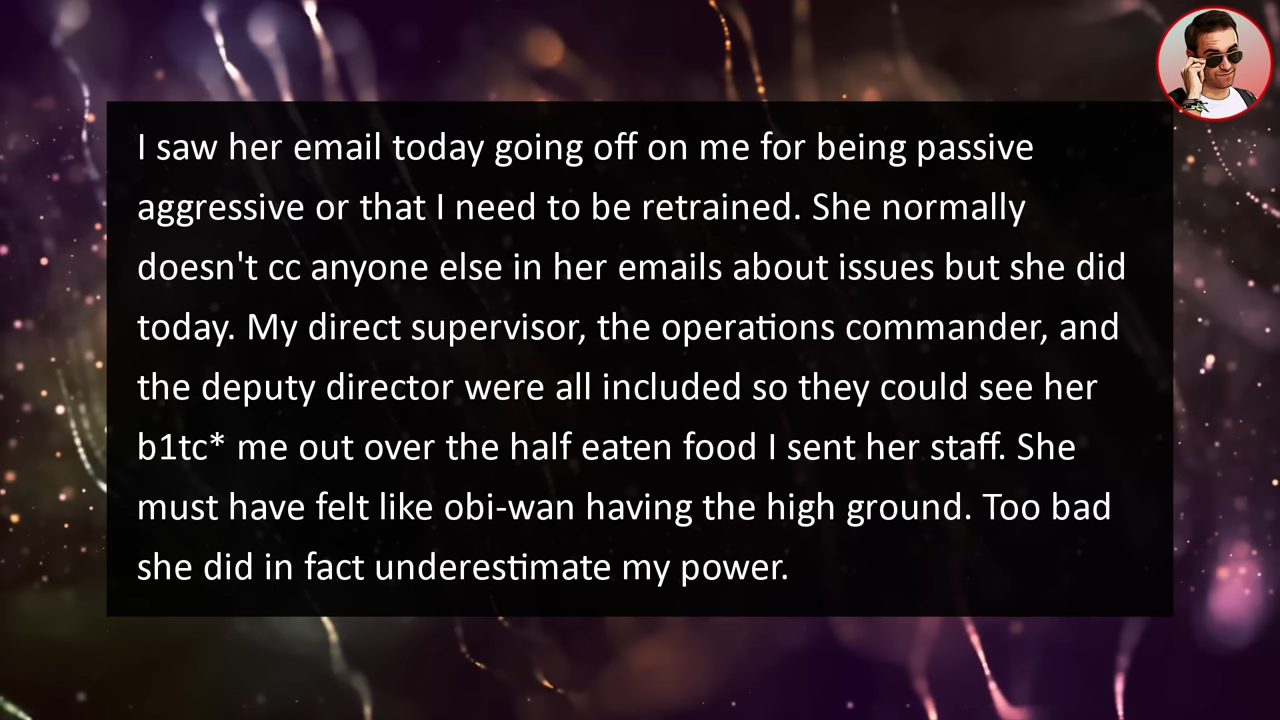 I saw her email today going off on me for being passive
aggressive or that I need to be retrained. She normally
doesn't cc anyone else in her emails about issues but she did
today. My direct supervisor, the operations commander, and
the deputy director were all included so they could see her
b1tc* me out over the half eaten food I sent her staff. She
must have felt like obi-wan having the high ground. Too bad
she did in fact underestimate my power.